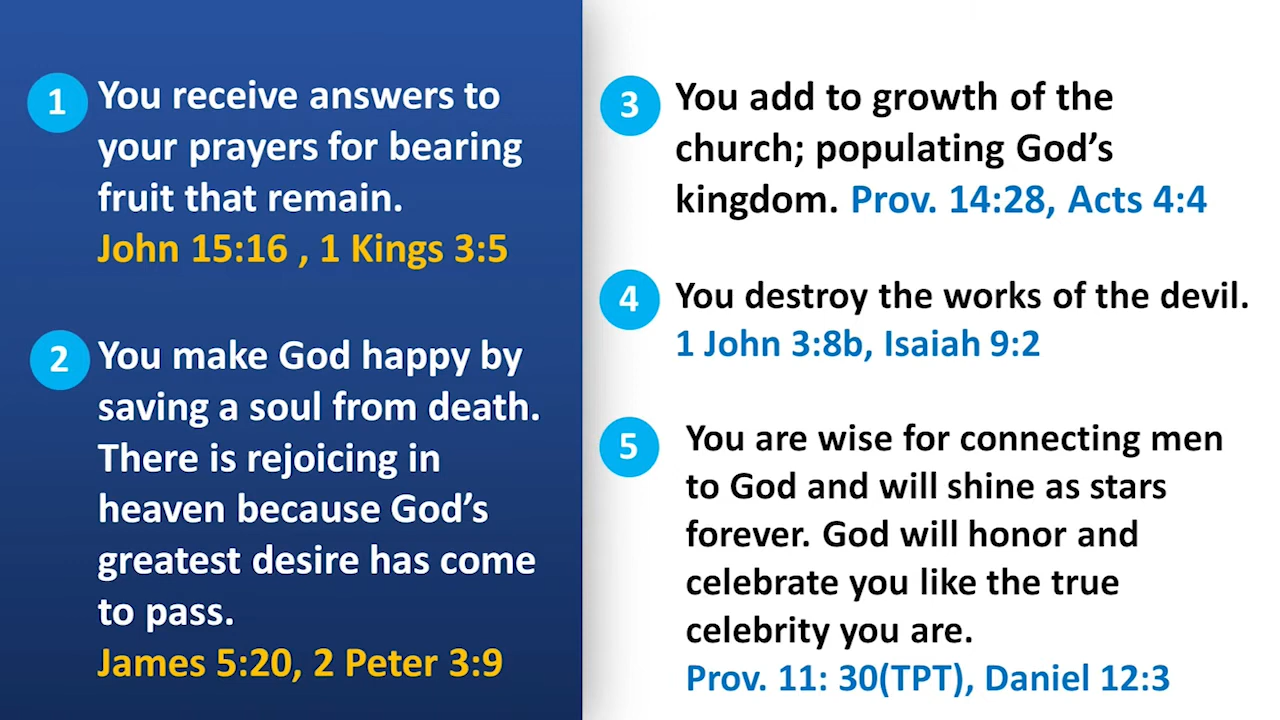 1 You receive answers to
your prayers for bearing
fruit that remain.
John 15:16 , 1 Kings 3:5
2 You make God happy by
saving a soul from death.
There is rejoicing in
heaven because God’s
greatest desire has come
to pass.
James 5:20, 2 Peter 3:9
3 You add to growth of the
church; populating God’s
kingdom. Prov. 14:28, Acts 4:4
4 You destroy the works of the devil.
1 John 3:8b, Isaiah 9:2
5 You are wise for connecting men
to God and will shine as stars
forever. God will honor and
celebrate you like the true
celebrity you are.
Prov. 11: 30(TPT), Daniel 12:3